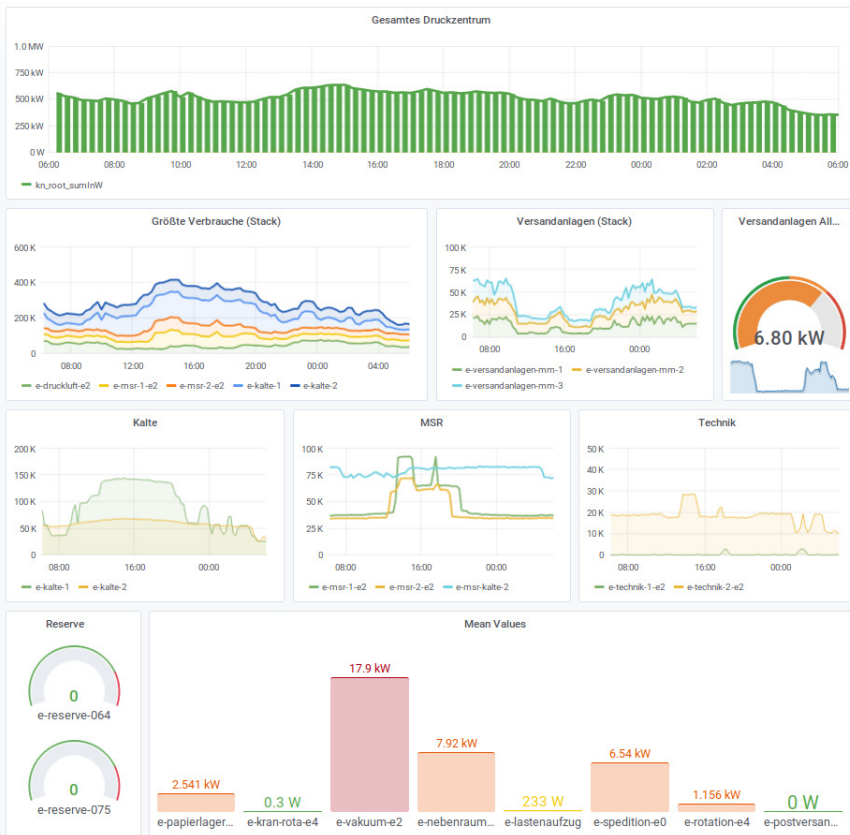 Gesamtes Druckzentrum
1.0 MW
750 kW
500 kW
250 kW
0 W
06:00 08:00 10:00 12:00 14:00 16:00 18:00 20:00 22:00 00:00 02:00 04:00 06:00
kn_root_sumInW
Größte Verbrauche (Stack)
600 K
400 K
200 K
0
08:00 12:00 16:00 20:00 00:00 04:00
e-druckluft-e2 e-msr-1-e2 e-msr-2-e2 e-kalte-1 e-kalte-2
Versandanlagen (Stack)
100 K
75 K
50 K
25 K
0
08:00 16:00 00:00
e-versandanlagen-mm-1 e-versandanlagen-mm-2
e-versandanlagen-mm-3
Versandanlagen All...
6.80 kW
Kalte
200 K
150 K
100 K
50 K
0
08:00 16:00 00:00
e-kalte-1 e-kalte-2
MSR
100 K
75 K
50 K
25 K
0
08:00 16:00 00:00
e-msr-1-e2 e-msr-2-e2 e-msr-kalte-2
Technik
50 K
40 K
30 K
20 K
10 K
0
08:00 16:00 00:00
e-technik-1-e2 e-technik-2-e2
Reserve
0
e-reserve-064
0
e-reserve-075
Mean Values
2.541 kW 0.3 W 17.9 kW 7.92 kW 233 W 6.54 kW 1.156 kW 0 W
e-papierlager... e-kran-rota-e4 e-vakuum-e2 e-nebenraum... e-lastenaufzug e-spedition-e0 e-rotation-e4 e-postversan...